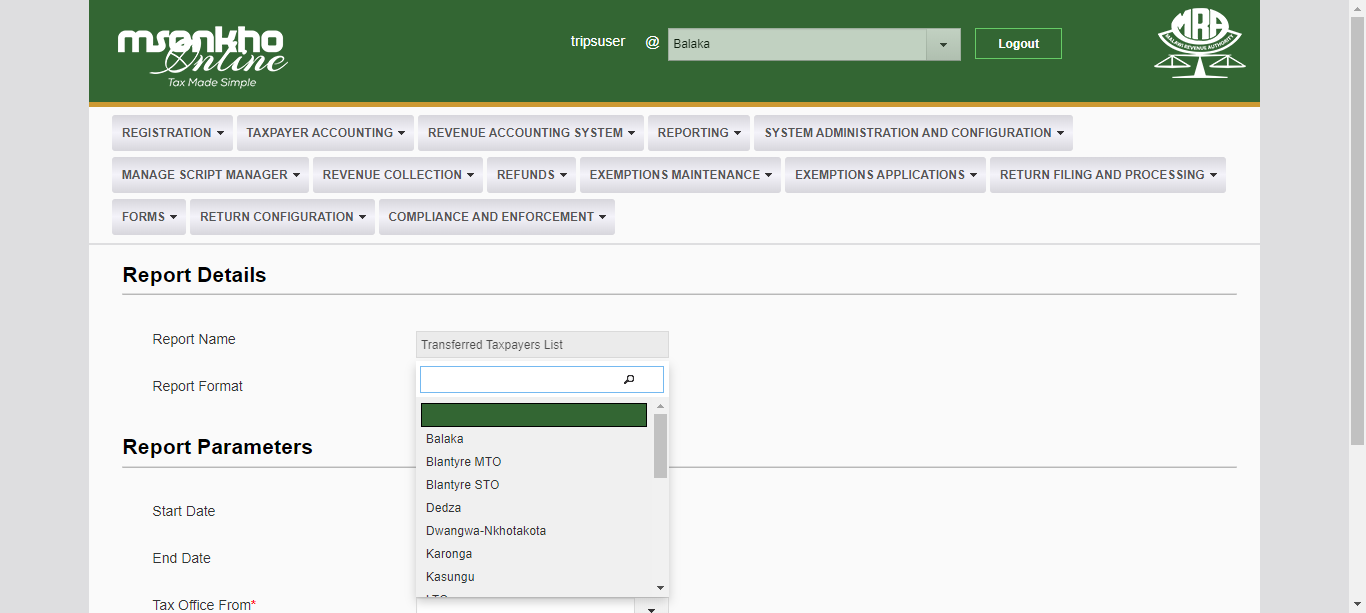 msonkho
Online
Tax Made Simple
tripsuser @ Balaka Logout
MRA
MALAWI REVENUE AUTHORITY
REGISTRATION TAXPAYER ACCOUNTING REVENUE ACCOUNTING SYSTEM REPORTING SYSTEM ADMINISTRATION AND CONFIGURATION
MANAGE SCRIPT MANAGER REVENUE COLLECTION REFUNDS EXEMPTIONS MAINTENANCE EXEMPTIONS APPLICATIONS RETURN FILING AND PROCESSING
FORMS RETURN CONFIGURATION COMPLIANCE AND ENFORCEMENT
Report Details
Report Name Transferred Taxpayers List
Report Format
Balaka
Blantyre MTO
Blantyre STO
Dedza
Dwangwa-Nkhotakota
Karonga
Kasungu
Report Parameters
Start Date
End Date
Tax Office From*